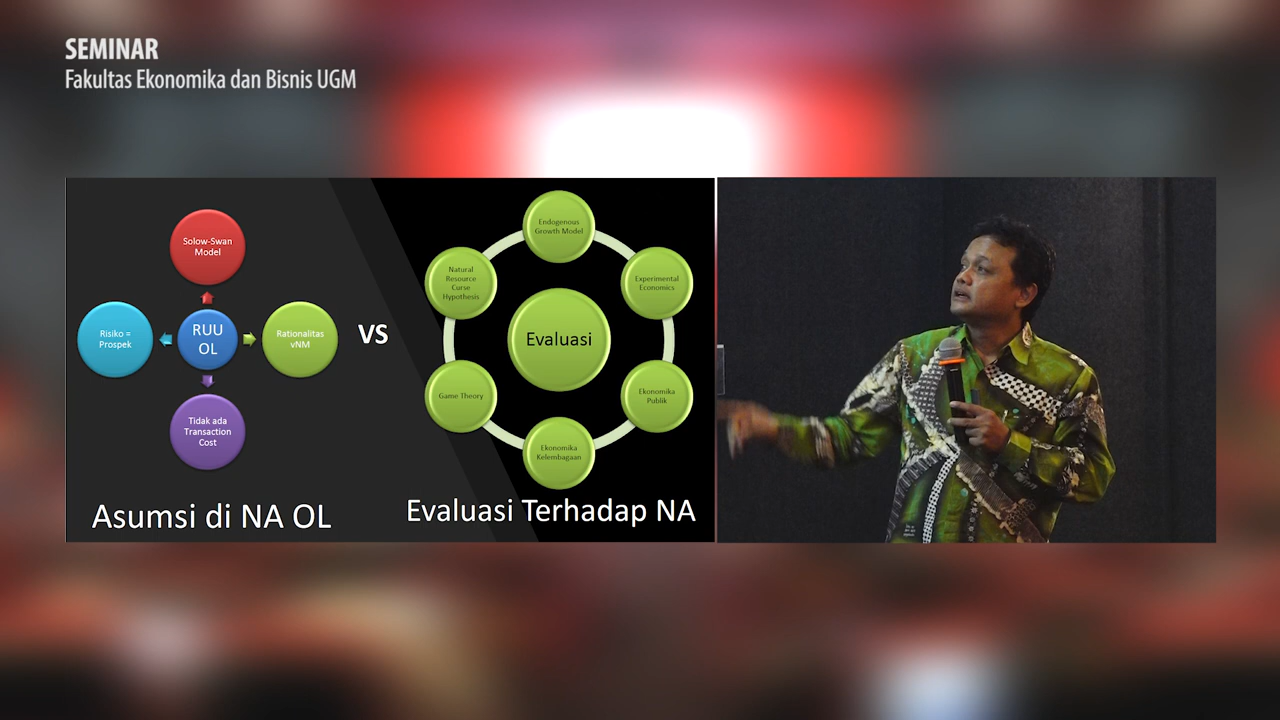 SEMINAR
Fakultas Ekonomika dan Bisnis UGM
Solow-Swan
Model
Risiko =
Prospek
RUU
OL
Rationalitas
vNM
Tidak ada
Transaction
Cost
Asumsi di NA OL
VS
Endogenous
Growth Model
Natural
Resource
Curse
Hypothesis
Experimental
Economics
Evaluasi
Game Theory
Ekonomika
Publik
Ekonomika
Kelembagaan
Evaluasi Terhadap NA